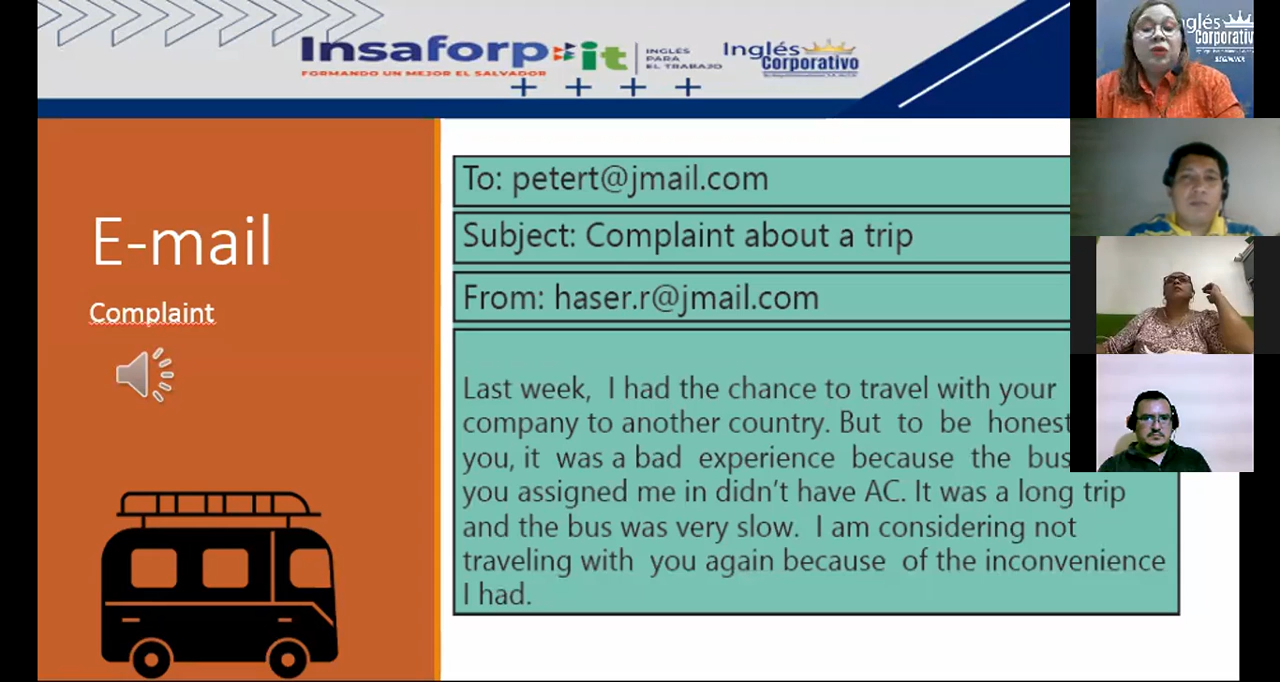 Insaforp
FORMANDO UN MEJOR EL SALVADOR
it
INGLÉS
PARA
EL TRABAJO
Inglés
Corporativo
glés
Corporativ
BEGINNER
E-mail
Complaint
To: petert@jmail.com
Subject: Complaint about a trip
From: haser.r@jmail.com
Last week, I had the chance to travel with your
company to another country. But to be honest
you, it was a bad experience because the bus
you assigned me in didn’t have AC. It was a long trip
and the bus was very slow. I am considering not
traveling with you again because of the inconvenience
I had.